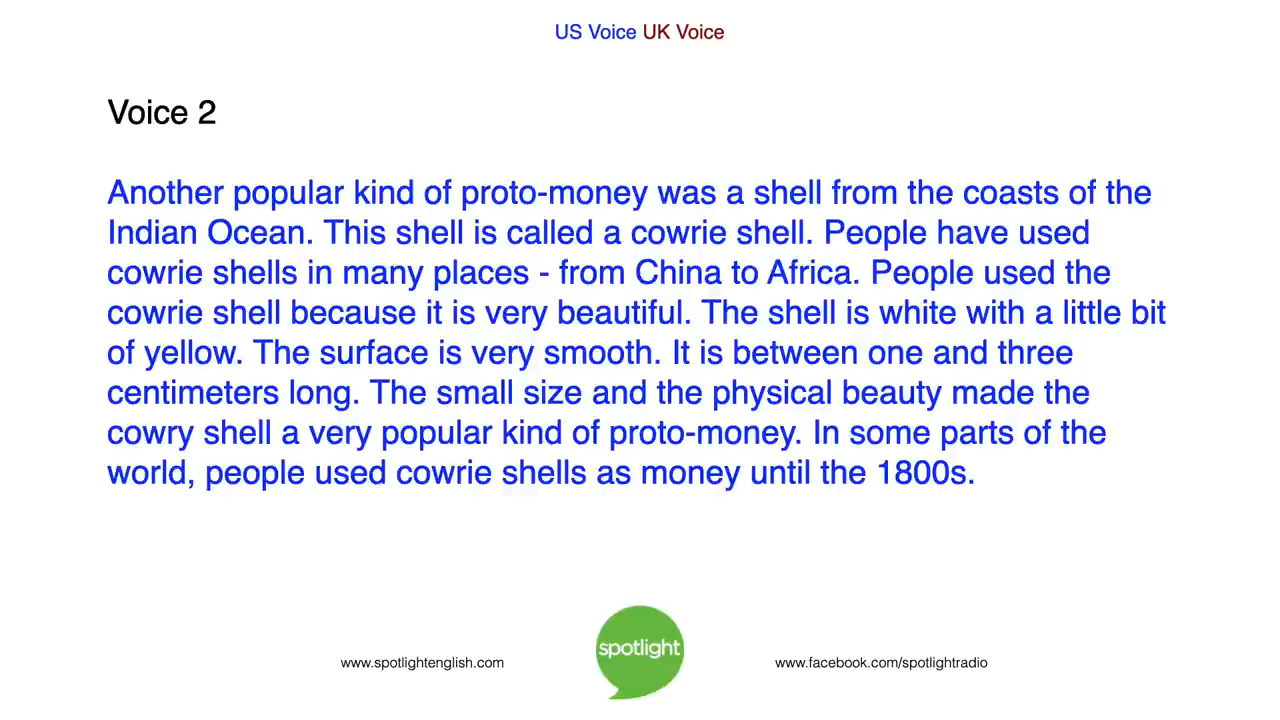 US Voice UK Voice
Voice 2
Another popular kind of proto-money was a shell from the coasts of the
Indian Ocean. This shell is called a cowrie shell. People have used
cowrie shells in many places - from China to Africa. People used the
cowrie shell because it is very beautiful. The shell is white with a little bit
of yellow. The surface is very smooth. It is between one and three
centimeters long. The small size and the physical beauty made the
cowry shell a very popular kind of proto-money. In some parts of the
world, people used cowrie shells as money until the 1800s.
spotlight
www.spotlightenglish.com
www.facebook.com/spotlightradio